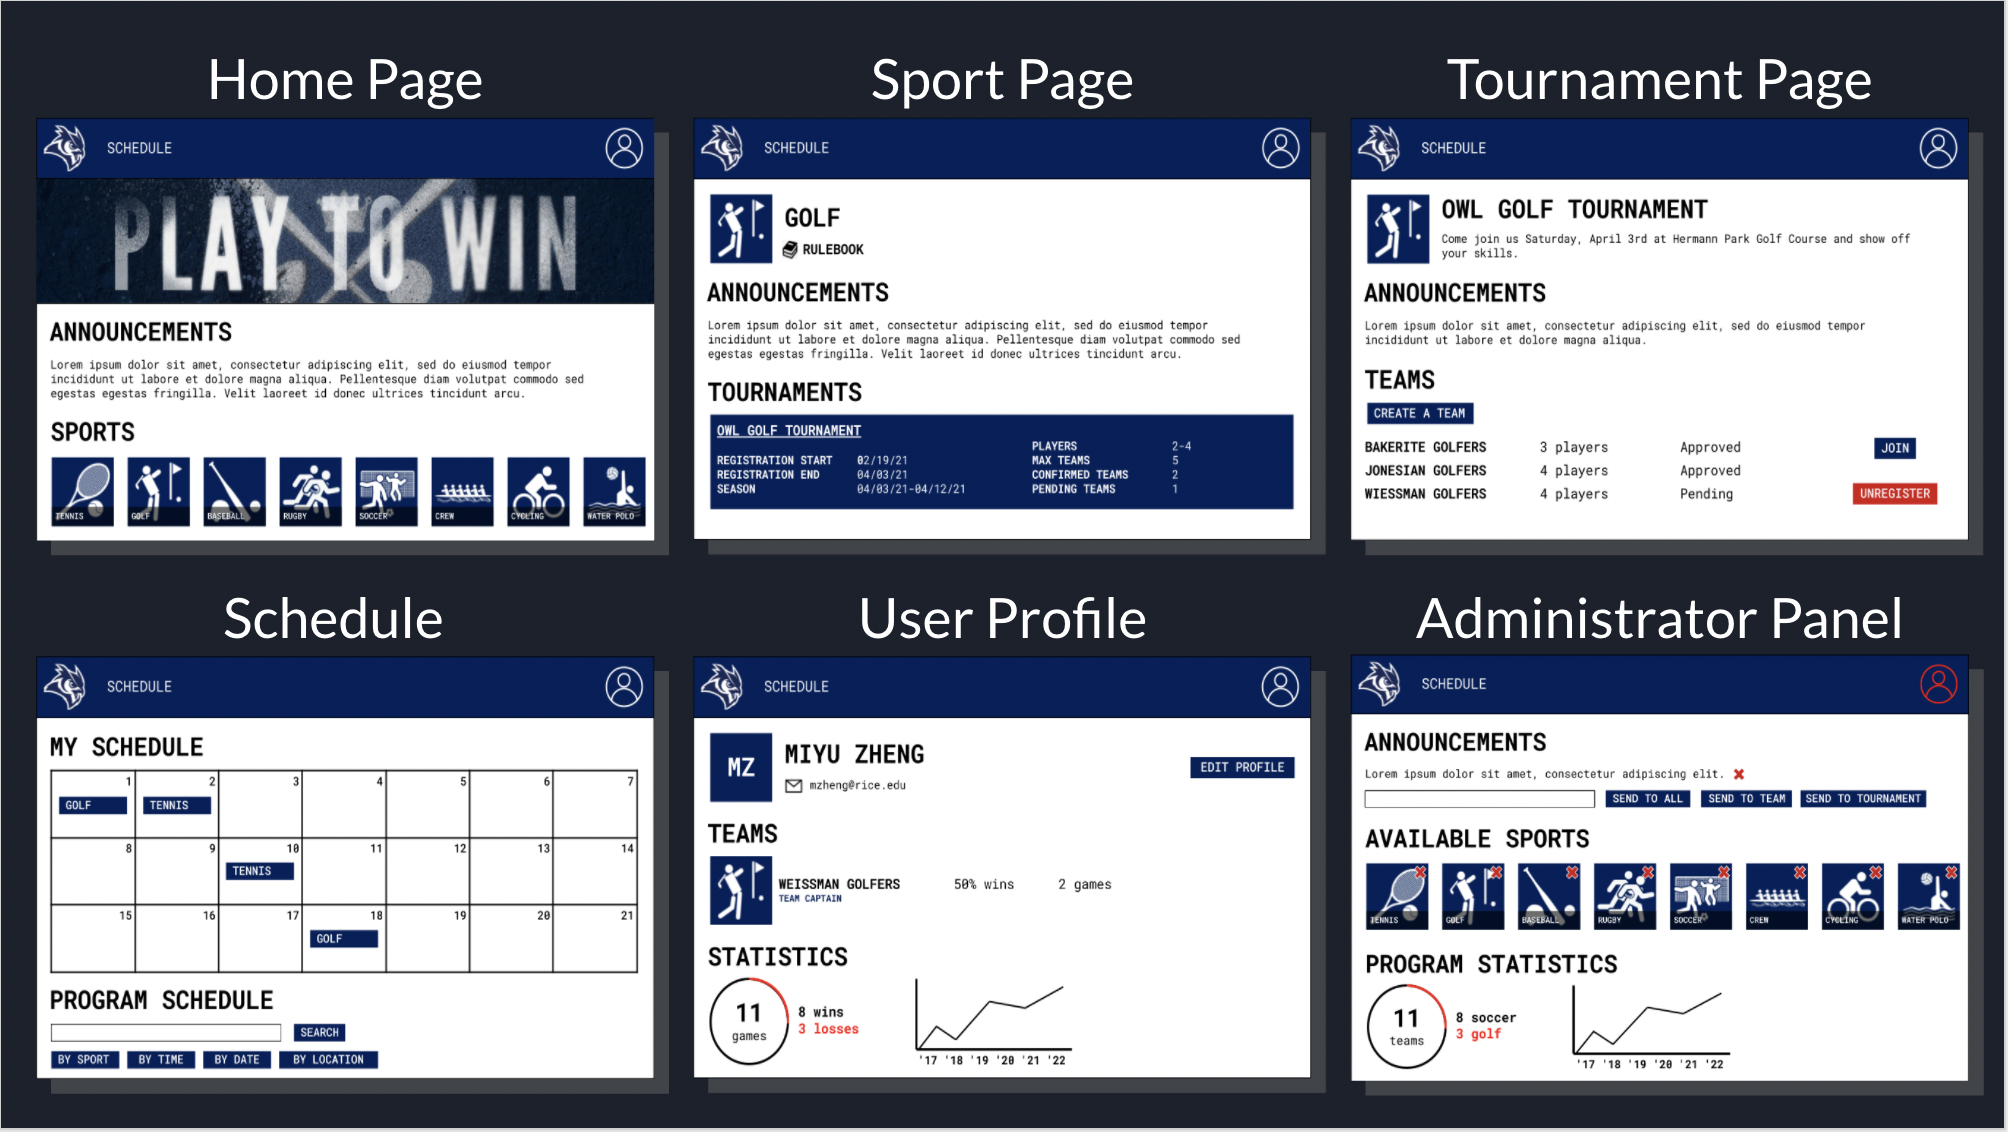 Home Page
SCHEDULE
PLAY TO WIN
ANNOUNCEMENTS
Lorem ipsum dolor sit amet, consectetur adipiscing elit, sed do eiusmod tempor
incididunt ut labore et dolore magna aliqua. Pellentesque diam volutpat commodo sed
egestas egestas fringilla. Velit laoreet id donec ultrices tincidunt arcu.
SPORTS
TENNIS GOLF BASEBALL RUGBY SOCCER CREW CYCLING WATER POLO
Sport Page
SCHEDULE
GOLF
RULEBOOK
ANNOUNCEMENTS
Lorem ipsum dolor sit amet, consectetur adipiscing elit, sed do eiusmod tempor
incididunt ut labore et dolore magna aliqua. Pellentesque diam volutpat commodo sed
egestas egestas fringilla. Velit laoreet id donec ultrices tincidunt arcu.
TOURNAMENTS
OWL GOLF TOURNAMENT
PLAYERS 2-4
REGISTRATION START 02/19/21 MAX TEAMS 5
REGISTRATION END 04/03/21 CONFIRMED TEAMS 2
SEASON 04/03/21-04/12/21 PENDING TEAMS 1
Tournament Page
SCHEDULE
OWL GOLF TOURNAMENT
Come join us Saturday, April 3rd at Hermann Park Golf Course and show off
your skills.
ANNOUNCEMENTS
Lorem ipsum dolor sit amet, consectetur adipiscing elit, sed do eiusmod tempor
incididunt ut labore et dolore magna aliqua.
TEAMS
CREATE A TEAM
BAKERITE GOLFERS 3 players Approved JOIN
JONESIAN GOLFERS 4 players Approved
WIESSMAN GOLFERS 4 players Pending UNREGISTER
Schedule
SCHEDULE
MY SCHEDULE
1 2 3 4 5 6 7
GOLF TENNIS
8 9 10 11 12 13 14
TENNIS
15 16 17 18 19 20 21
GOLF
PROGRAM SCHEDULE
SEARCH
BY SPORT BY TIME BY DATE BY LOCATION
User Profile
SCHEDULE
MZ
MIYU ZHENG
EDIT PROFILE
mzheng@rice.edu
TEAMS
WEISSMAN GOLFERS 50% wins 2 games
TEAM CAPTAIN
STATISTICS
11
games
8 wins
3 losses
'17 '18 '19 '20 '21 '22
Administrator Panel
SCHEDULE
ANNOUNCEMENTS
Lorem ipsum dolor sit amet, consectetur adipiscing elit.
SEND TO ALL SEND TO TEAM SEND TO TOURNAMENT
AVAILABLE SPORTS
TENNIS GOLF BASEBALL RUGBY SOCCER CREW CYCLING WATER POLO
PROGRAM STATISTICS
11
teams
8 soccer
3 golf
'17 '18 '19 '20 '21 '22